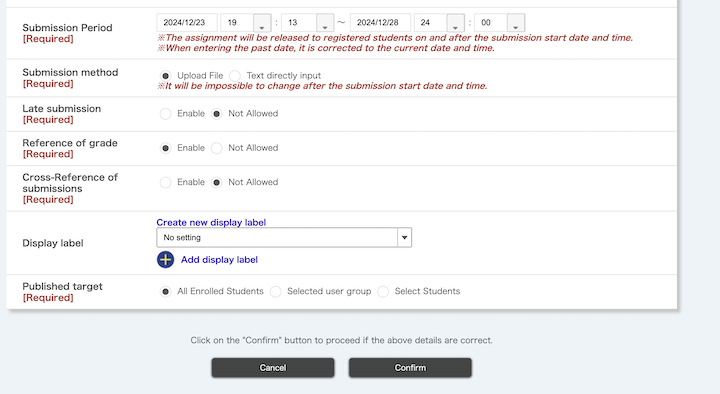 Submission Period
[Required]
2024/12/23 19 : 13 ～ 2024/12/28 24 : 00
※The assignment will be released to registered students on and after the submission start date and time.
※When entering the past date, it is corrected to the current date and time.
Submission method
[Required]
Upload File Text directly input
※It will be impossible to change after the submission start date and time.
Late submission
[Required]
Enable Not Allowed
Reference of grade
[Required]
Enable Not Allowed
Cross-Reference of
submissions
[Required]
Enable Not Allowed
Display label
Create new display label
No setting
Add display label
Published target
[Required]
All Enrolled Students Selected user group Select Students
Click on the "Confirm" button to proceed if the above details are correct.
Cancel Confirm